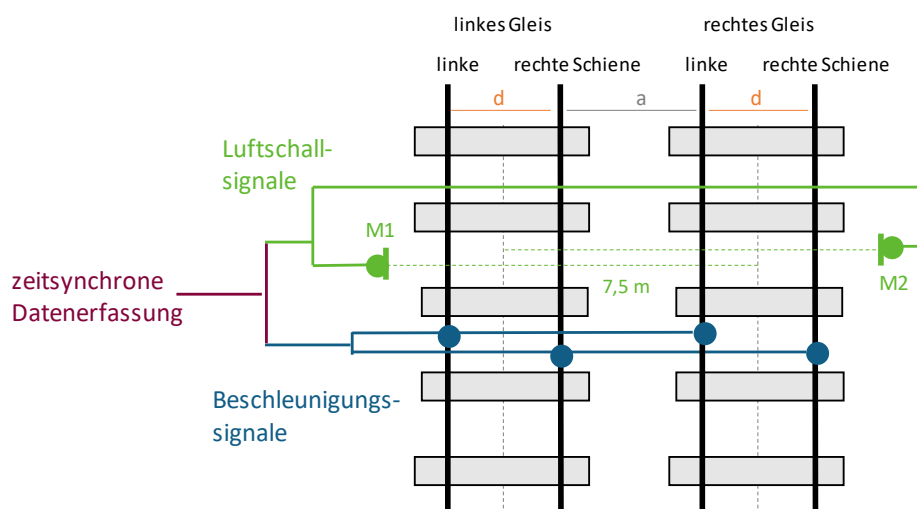 linkes Gleis
rechtes Gleis
linke
rechte Schiene
linke
rechte Schiene
d
a
d
Luftschall-
signale
M1
M2
7,5 m
zeitsynchrone
Datenerfassung
Beschleunigungs-
signale